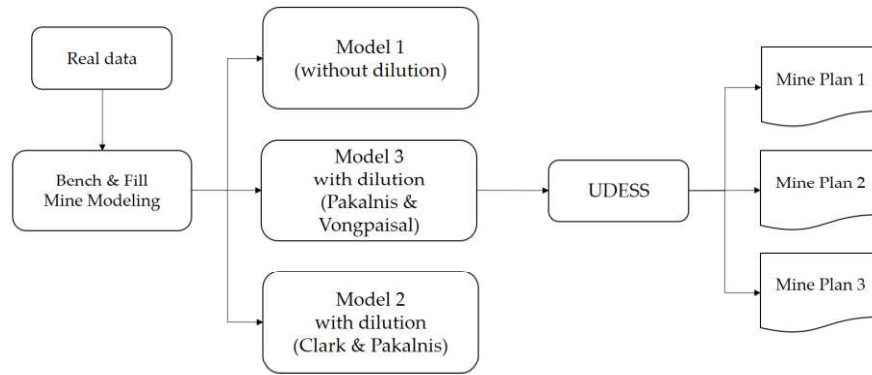 Real data
Bench & Fill
Mine Modeling
Model 1
(without dilution)
Model 3
with dilution
(Pakalnis &
Vongpaisal)
Model 2
with dilution
(Clark & Pakalnis)
UDESS
Mine Plan 1
Mine Plan 2
Mine Plan 3